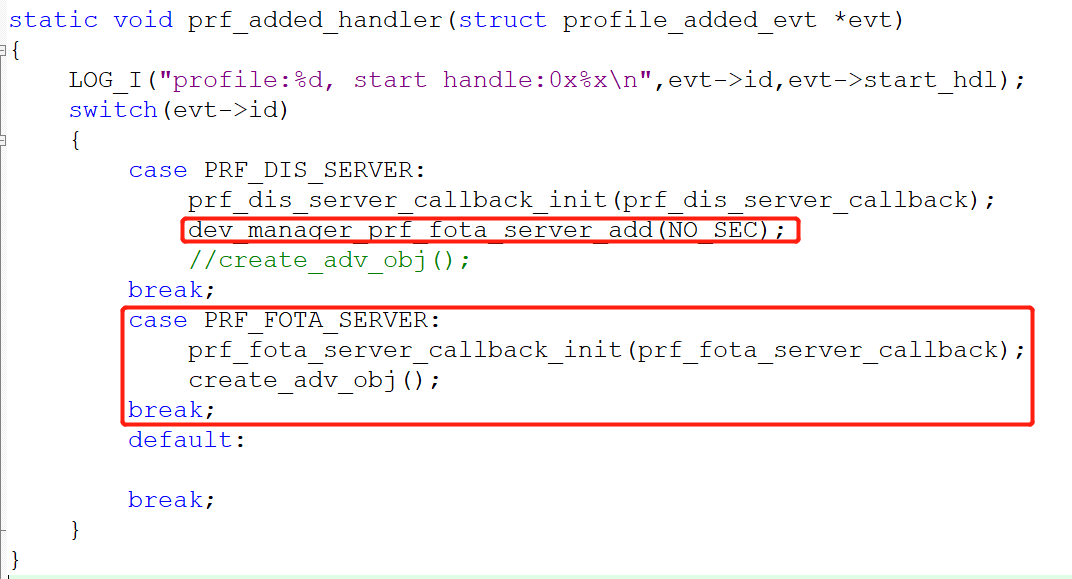 static void prf_added_handler(struct profile_added_evt *evt)
{
    LOG_I("profile:%d, start handle:0x%x\n",evt->id,evt->start_hdl);
    switch(evt->id)
    {
        case PRF_DIS_SERVER:
            prf_dis_server_callback_init(prf_dis_server_callback);
            dev_manager_prf_fota_server_add(NO_SEC);
            //create_adv_obj();
        break;
        case PRF_FOTA_SERVER:
            prf_fota_server_callback_init(prf_fota_server_callback);
            create_adv_obj();
        break;
        default:
        break;
    }
}